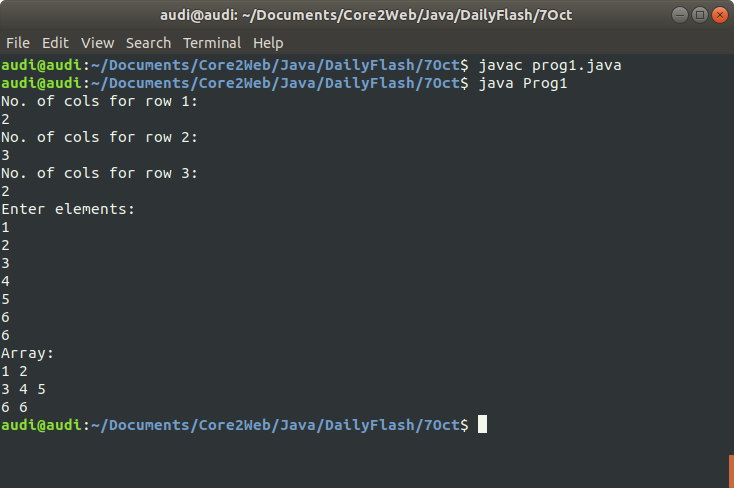 audi@audi: ~/Documents/Core2Web/Java/DailyFlash/7Oct
File Edit View Search Terminal Help
audi@audi:~/Documents/Core2Web/Java/DailyFlash/7Oct$ javac prog1.java
audi@audi:~/Documents/Core2Web/Java/DailyFlash/7Oct$ java Prog1
No. of cols for row 1:
2
No. of cols for row 2:
3
No. of cols for row 3:
2
Enter elements:
1
2
3
4
5
6
6
Array:
1 2
3 4 5
6 6
audi@audi:~/Documents/Core2Web/Java/DailyFlash/7Oct$